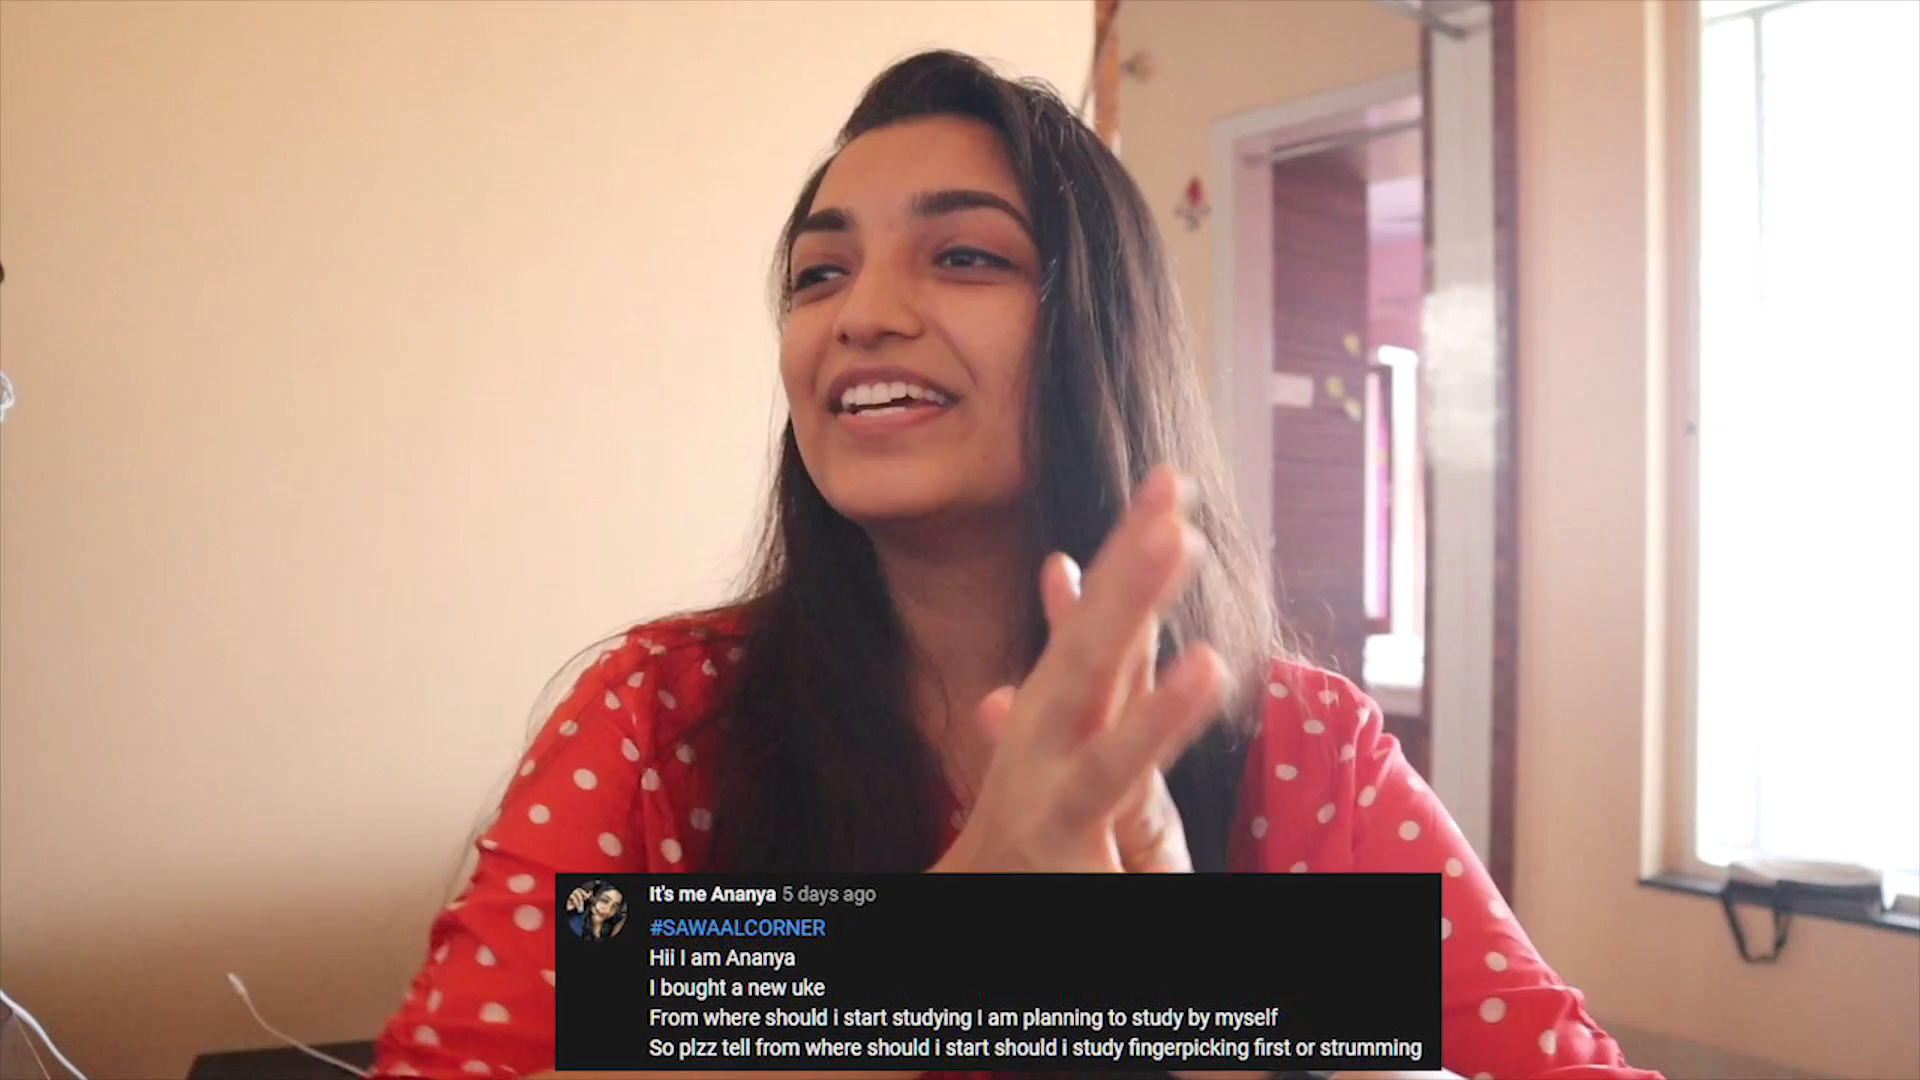 It's me Ananya 5 days ago
#SAWAALCORNER
Hii I am Ananya
I bought a new uke
From where should i start studying I am planning to study by myself
So plzz tell from where should i start should i study fingerpicking first or strumming